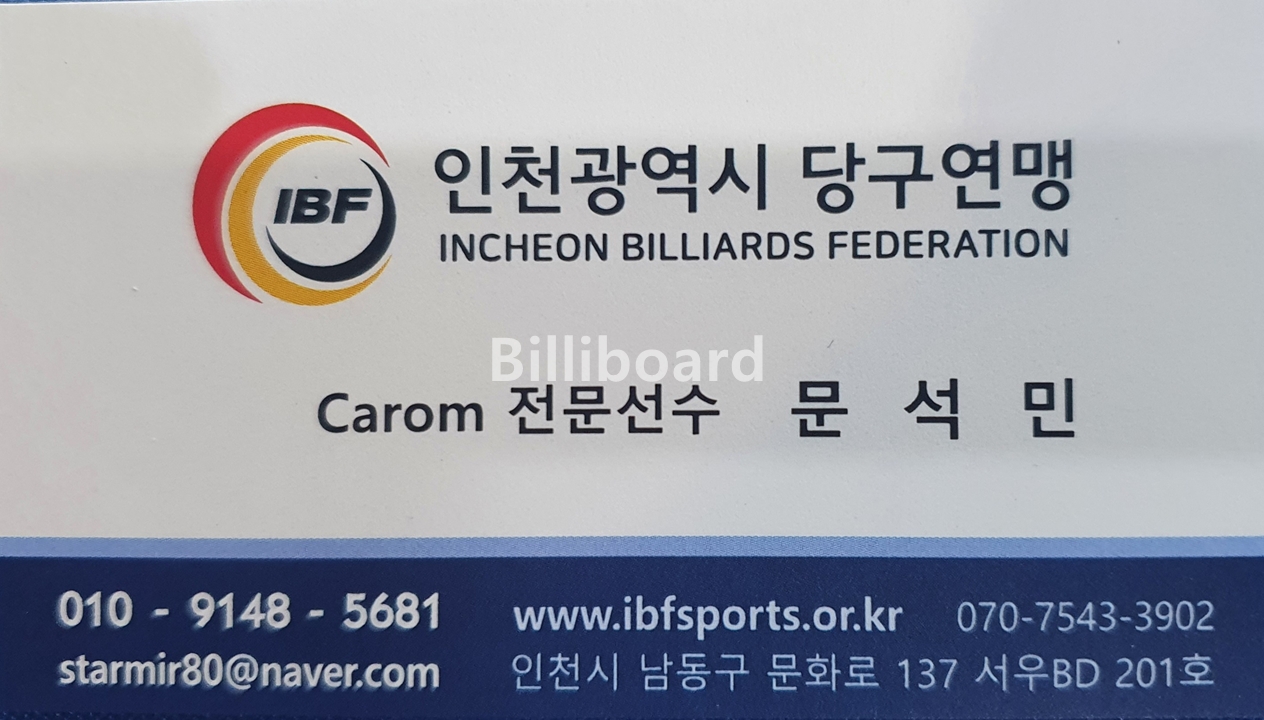 IBF
인천광역시 당구연맹
INCHEON BILLIARDS FEDERATION
Billiboard
Carom 전문선수 문 석 민
010 - 9148 - 5681
starmir80@naver.com
www.ibfsports.or.kr 070-7543-3902
인천시 남동구 문화로 137 서우BD 201호